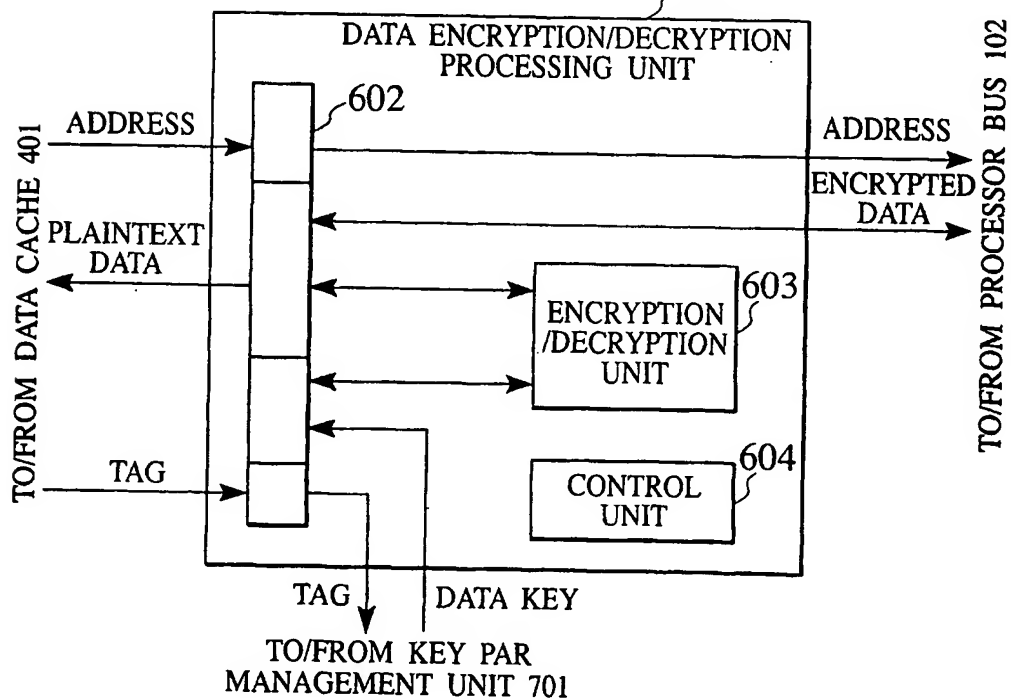 DATA ENCRYPTION/DECRYPTION
PROCESSING UNIT
602
ADDRESS
ADDRESS
ENCRYPTED
DATA
PLAINTEXT
DATA
603
ENCRYPTION
/DECRYPTION
UNIT
604
CONTROL
UNIT
TAG
TAG
DATA KEY
TO/FROM KEY PAR
MANAGEMENT UNIT 701
TO/FROM DATA CACHE 401
TO/FROM PROCESSOR BUS 102